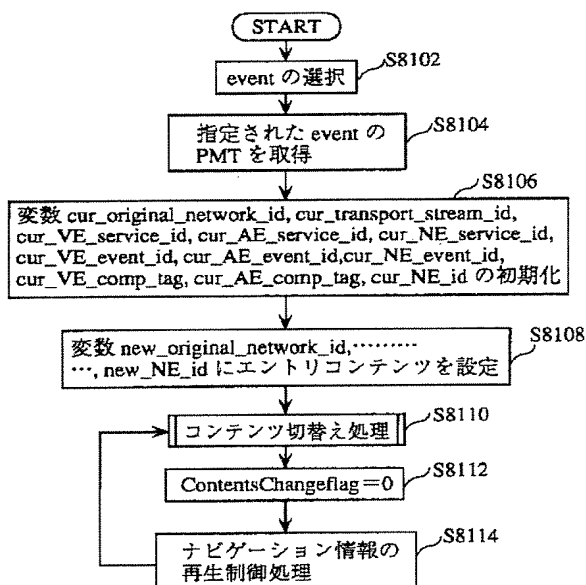 START
S8102
event の選択
S8104
指定された event の
PMT を取得
S8106
変数 cur_original_network_id, cur_transport_stream_id,
cur_VE_service_id, cur_AE_service_id, cur_NE_service_id,
cur_VE_event_id, cur_AE_event_id,cur_NE_event_id,
cur_VE_comp_tag, cur_AE_comp_tag, cur_NE_id の初期化
S8108
変数 new_original_network_id,………
…, new_NE_id にエントリコンテンツを設定
S8110
コンテンツ切替え処理
S8112
ContentsChangeflag=0
S8114
ナビゲーション情報の
再生制御処理